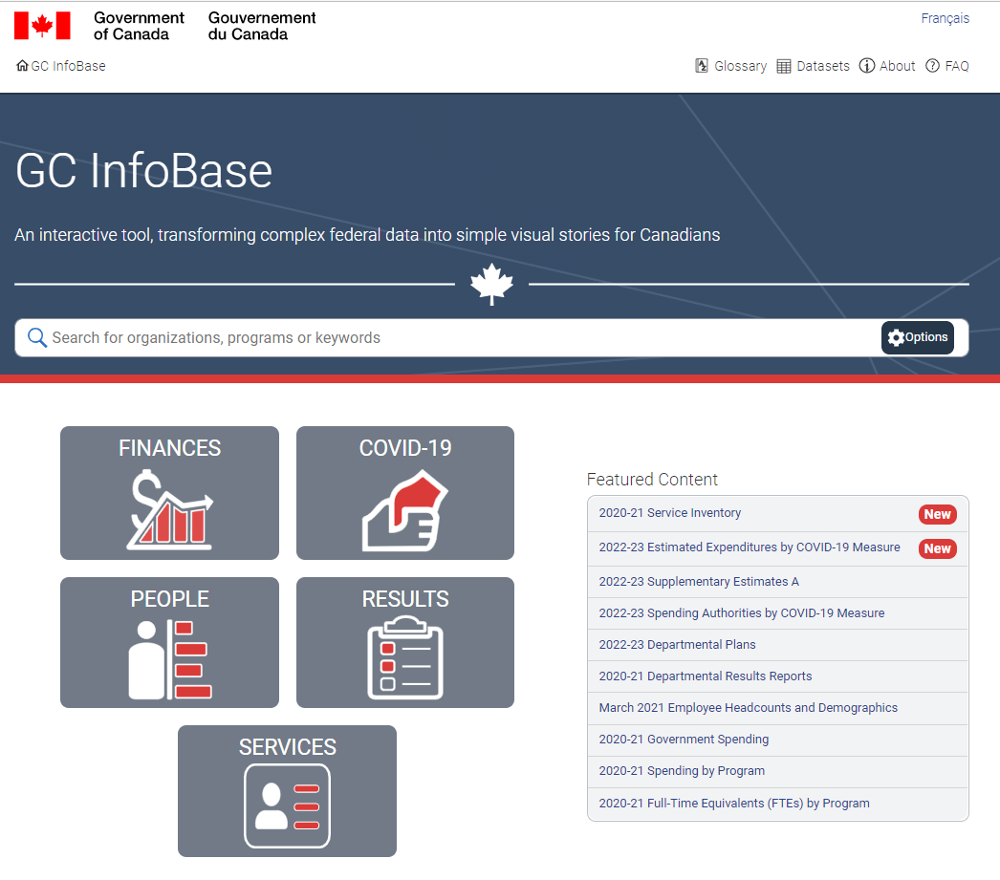 Government
of Canada
Gouvernement
du Canada
Français
GC InfoBase
Glossary
Datasets
About
FAQ
GC InfoBase
An interactive tool, transforming complex federal data into simple visual stories for Canadians
Search for organizations, programs or keywords
Options
FINANCES
COVID-19
PEOPLE
RESULTS
SERVICES
Featured Content
2020-21 Service Inventory
New
2022-23 Estimated Expenditures by COVID-19 Measure
New
2022-23 Supplementary Estimates A
2022-23 Spending Authorities by COVID-19 Measure
2022-23 Departmental Plans
2020-21 Departmental Results Reports
March 2021 Employee Headcounts and Demographics
2020-21 Government Spending
2020-21 Spending by Program
2020-21 Full-Time Equivalents (FTEs) by Program